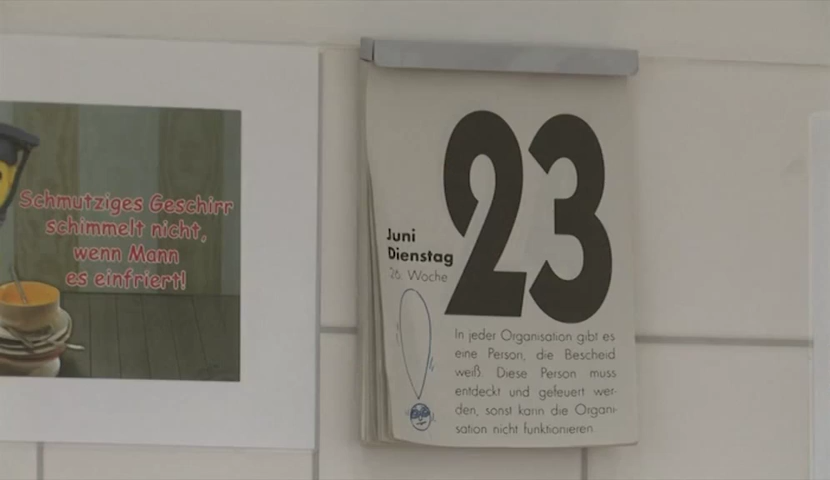 Schmutziges Geschirr
schimmelt nicht,
wenn Mann
es einfriert!
23
Juni
Dienstag
26. Woche
In jeder Organisation gibt es
eine Person, die Bescheid
weiß. Diese Person muss
entdeckt und gefeuert wer-
den, sonst kann die Organi-
sation nicht funktionieren.